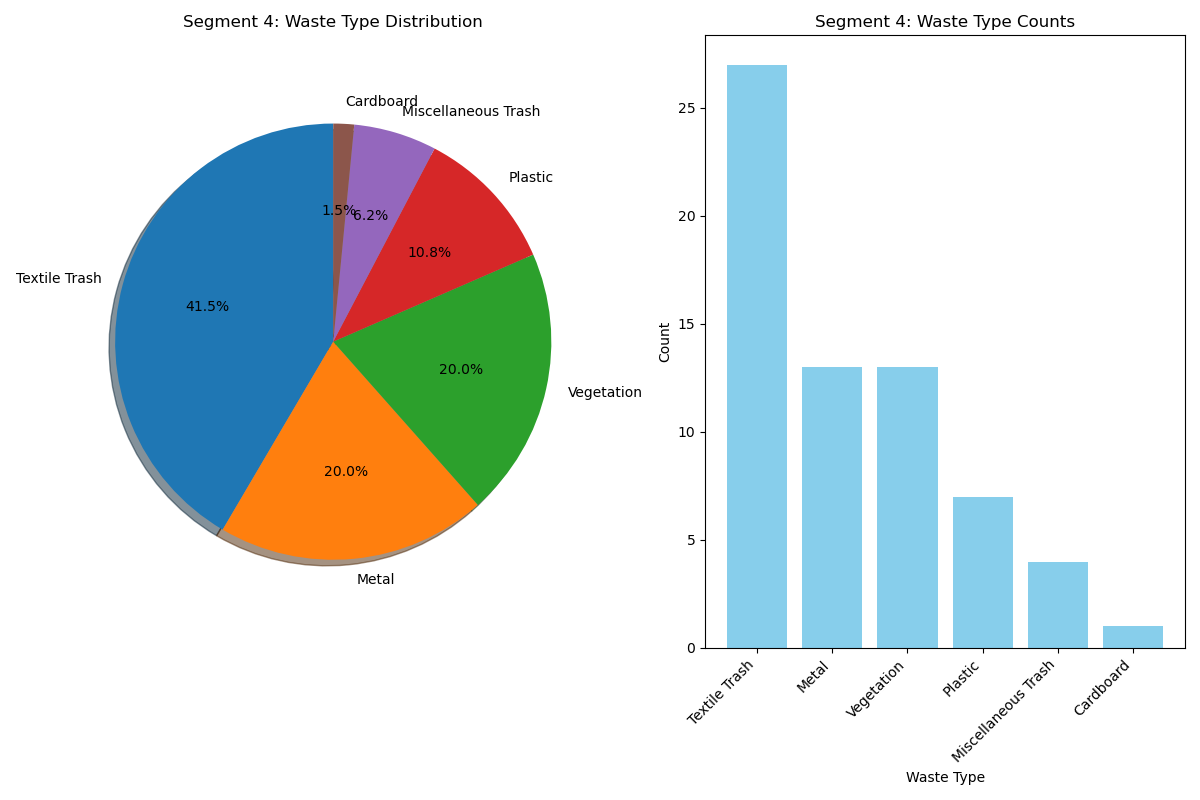 Segment 4: Waste Type Distribution
Cardboard
Miscellaneous Trash
Plastic
1.5%
6.2%
10.8%
Textile Trash
41.5%
20.0%
Vegetation
20.0%
Metal
Segment 4: Waste Type Counts
25
20
15
10
5
0
Count
Textile Trash
Metal
Vegetation
Plastic
Miscellaneous Trash
Cardboard
Waste Type